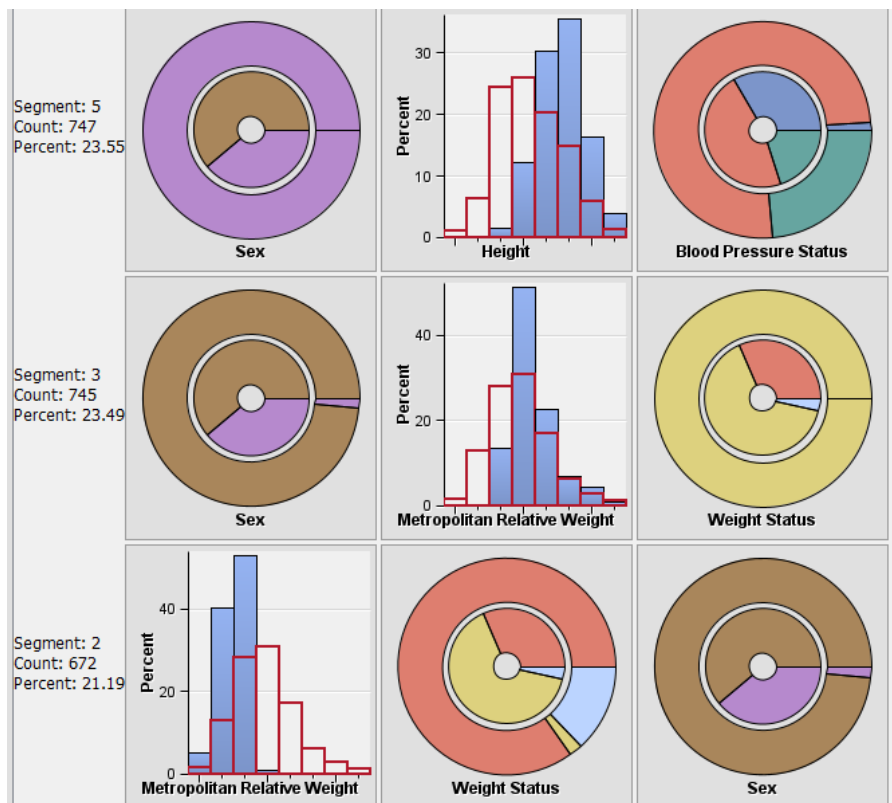 Segment: 5
Count: 747
Percent: 23.55
Sex
Percent
30
20
10
0
Height
Blood Pressure Status
Segment: 3
Count: 745
Percent: 23.49
Sex
Percent
40
20
0
Metropolitan Relative Weight
Weight Status
Segment: 2
Count: 672
Percent: 21.19
Percent
40
20
0
Metropolitan Relative Weight
Weight Status
Sex